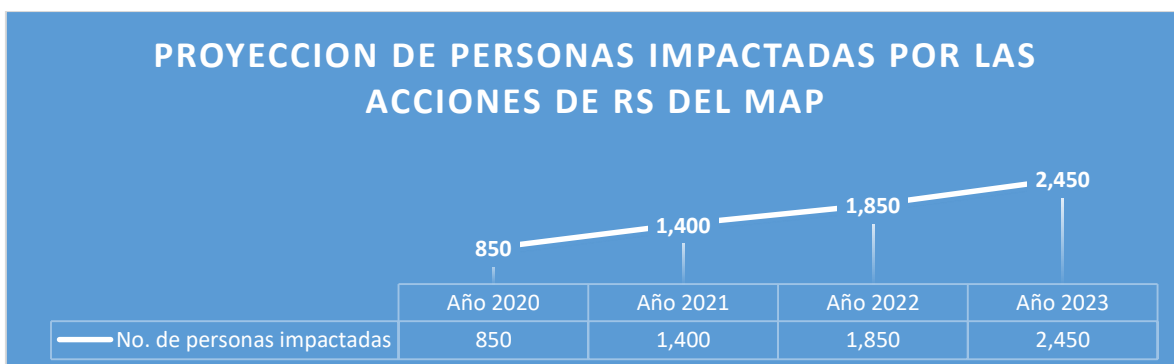 PROYECCION DE PERSONAS IMPACTADAS POR LAS
ACCIONES DE RS DEL MAP
2,450
1,850
1,400
850
Año 2020 Año 2021 Año 2022 Año 2023
No. de personas impactadas 850 1,400 1,850 2,450